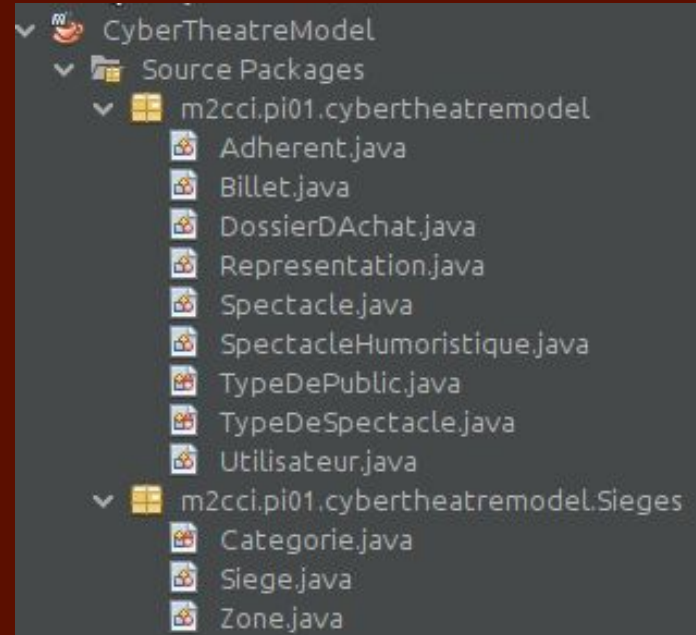 CyberTheatreModel
Source Packages
m2cci.pi01.cybertheatremodel
Adherent.java
Billet.java
DossierDAchat.java
Representation.java
Spectacle.java
SpectacleHumoristique.java
TypeDePublic.java
TypeDeSpectacle.java
Utilisateur.java
m2cci.pi01.cybertheatremodel.Sieges
Categorie.java
Siege.java
Zone.java